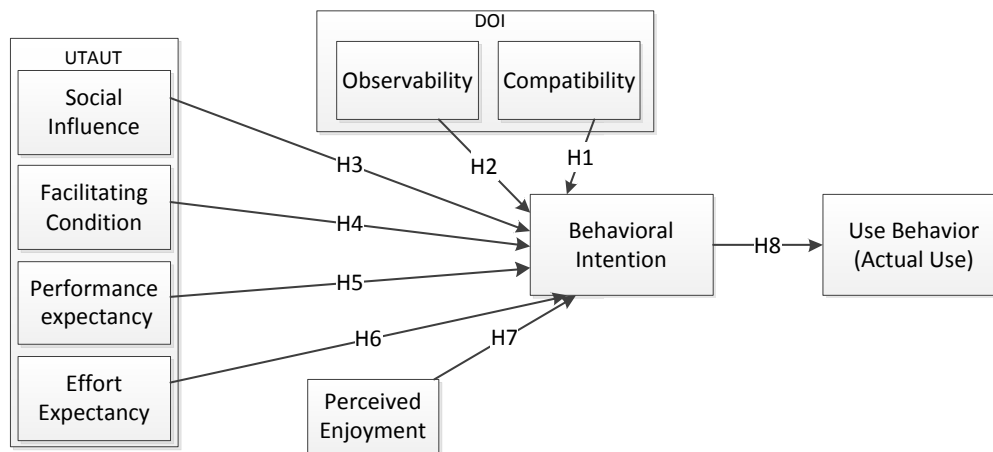 DOI
UTAUT
Observability
Compatibility
Social
Influence
H3
H2
H1
Facilitating
Condition
H4
Behavioral
Intention
H8
Use Behavior
(Actual Use)
Performance
expectancy
H5
H6
H7
Effort
Expectancy
Perceived
Enjoyment